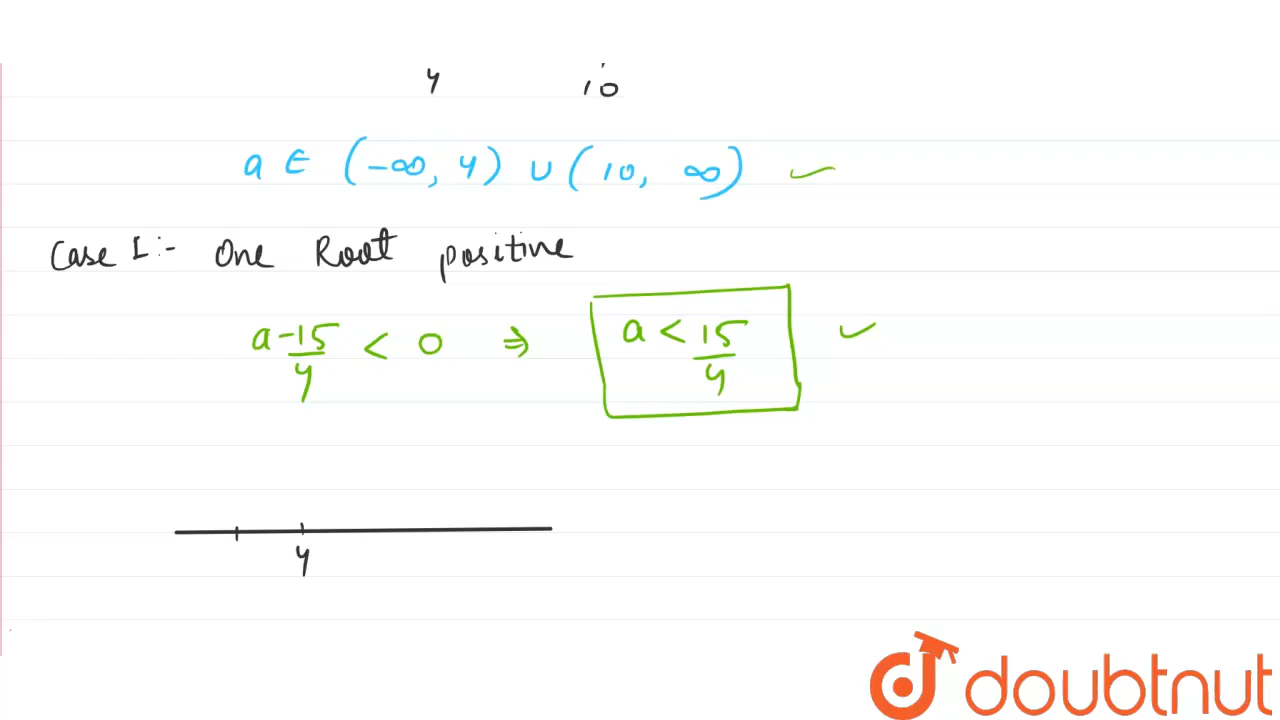 4 10
a ∈ (-∞, 4) ∪ (10, ∞) ✓
Case I:- One Root positive
a - 15/4 < 0 ⇒ a < 15/4 ✓
4
doubtnut